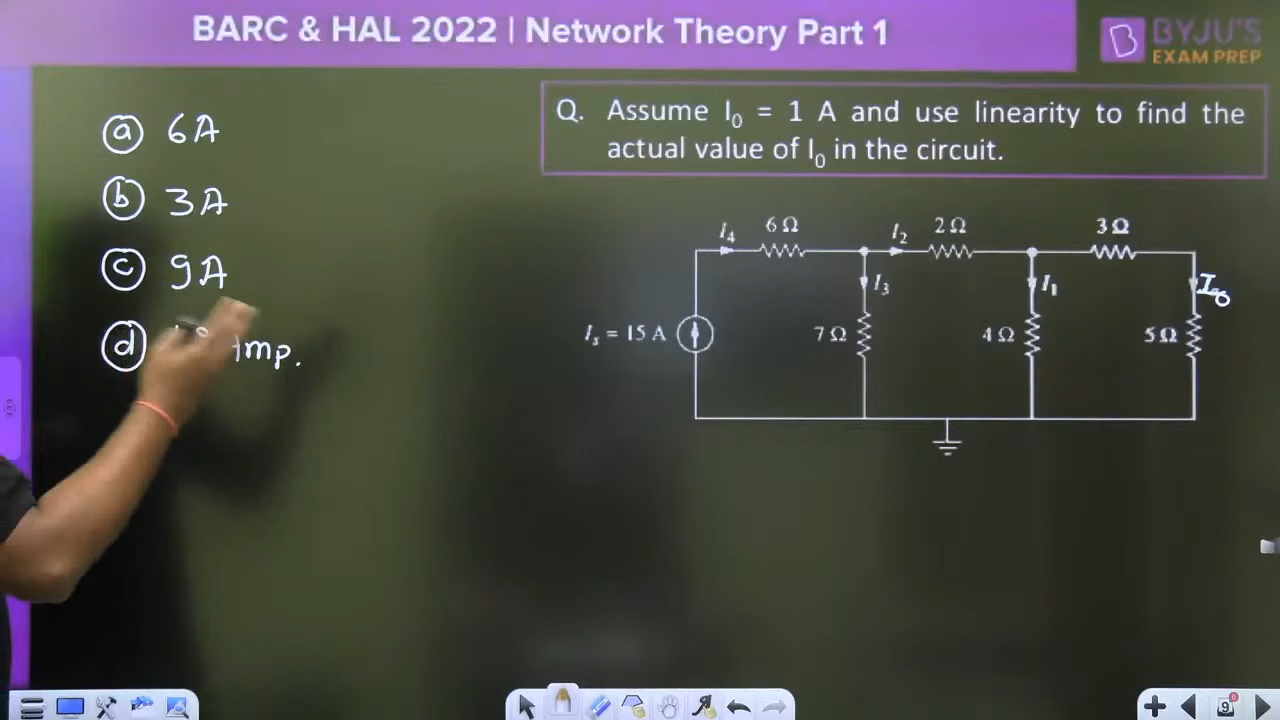 BARC & HAL 2022 | Network Theory Part 1
BYJU'S
EXAM PREP
Q. Assume I₀ = 1 A and use linearity to find the
actual value of I₀ in the circuit.
ⓐ 6A
ⓑ 3A
ⓒ 9A
ⓓ Amp.
I₄ 6 Ω I₂ 2 Ω 3 Ω
I₃ I₁ I₀
Iₛ = 15 A 7 Ω 4 Ω 5 Ω
9